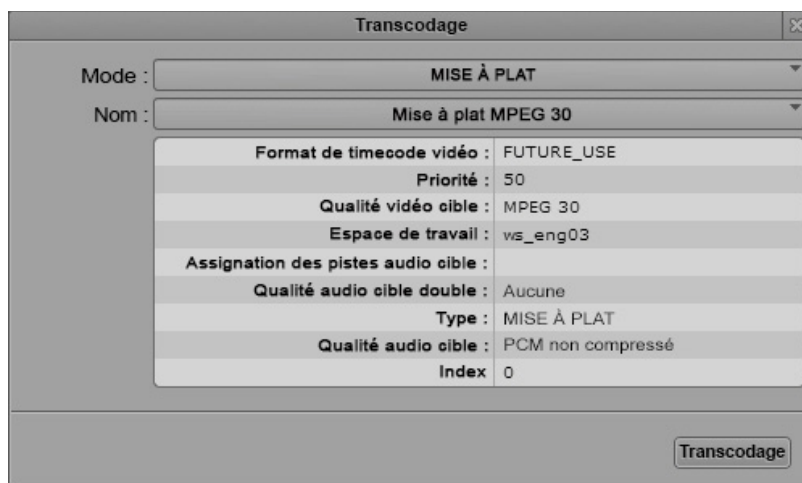 Transcodage
Mode : MISE À PLAT
Nom : Mise à plat MPEG 30
Format de timecode vidéo : FUTURE_USE
Priorité : 50
Qualité vidéo cible : MPEG 30
Espace de travail : ws_eng03
Assignation des pistes audio cible :
Qualité audio cible double : Aucune
Type : MISE À PLAT
Qualité audio cible : PCM non compressé
Index 0
Transcodage